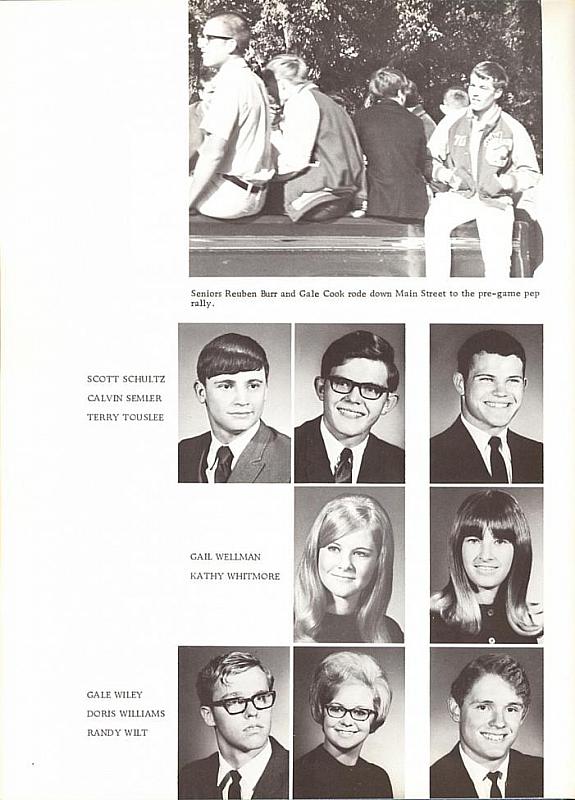 76
Seniors Reuben Burr and Gale Cook rode down Main Street to the pre-game pep
rally.
SCOTT SCHULTZ
CALVIN SEMLER
TERRY TOUSLEE
GAIL WELLMAN
KATHY WHITMORE
GALE WILEY
DORIS WILLIAMS
RANDY WILT